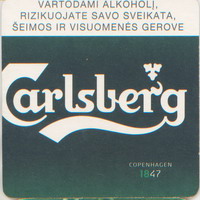 VARTODAMI ALKOHOLĮ,
RIZIKUOJATE SAVO SVEIKATA,
ŠEIMOS IR VISUOMENĖS GEROVE
Carlsberg
COPENHAGEN
1847